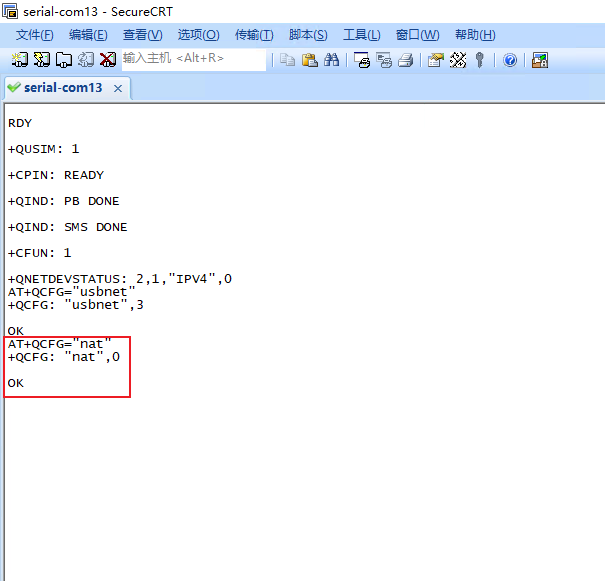 serial-com13 - SecureCRT
文件(F) 编辑(E) 查看(V) 选项(O) 传输(T) 脚本(S) 工具(L) 窗口(W) 帮助(H)
输入主机 <Alt+R>
serial-com13 ×
RDY
+QUSIM: 1
+CPIN: READY
+QIND: PB DONE
+QIND: SMS DONE
+CFUN: 1
+QNETDEVSTATUS: 2,1,"IPV4",0
AT+QCFG="usbnet"
+QCFG: "usbnet",3
OK
AT+QCFG="nat"
+QCFG: "nat",0
OK